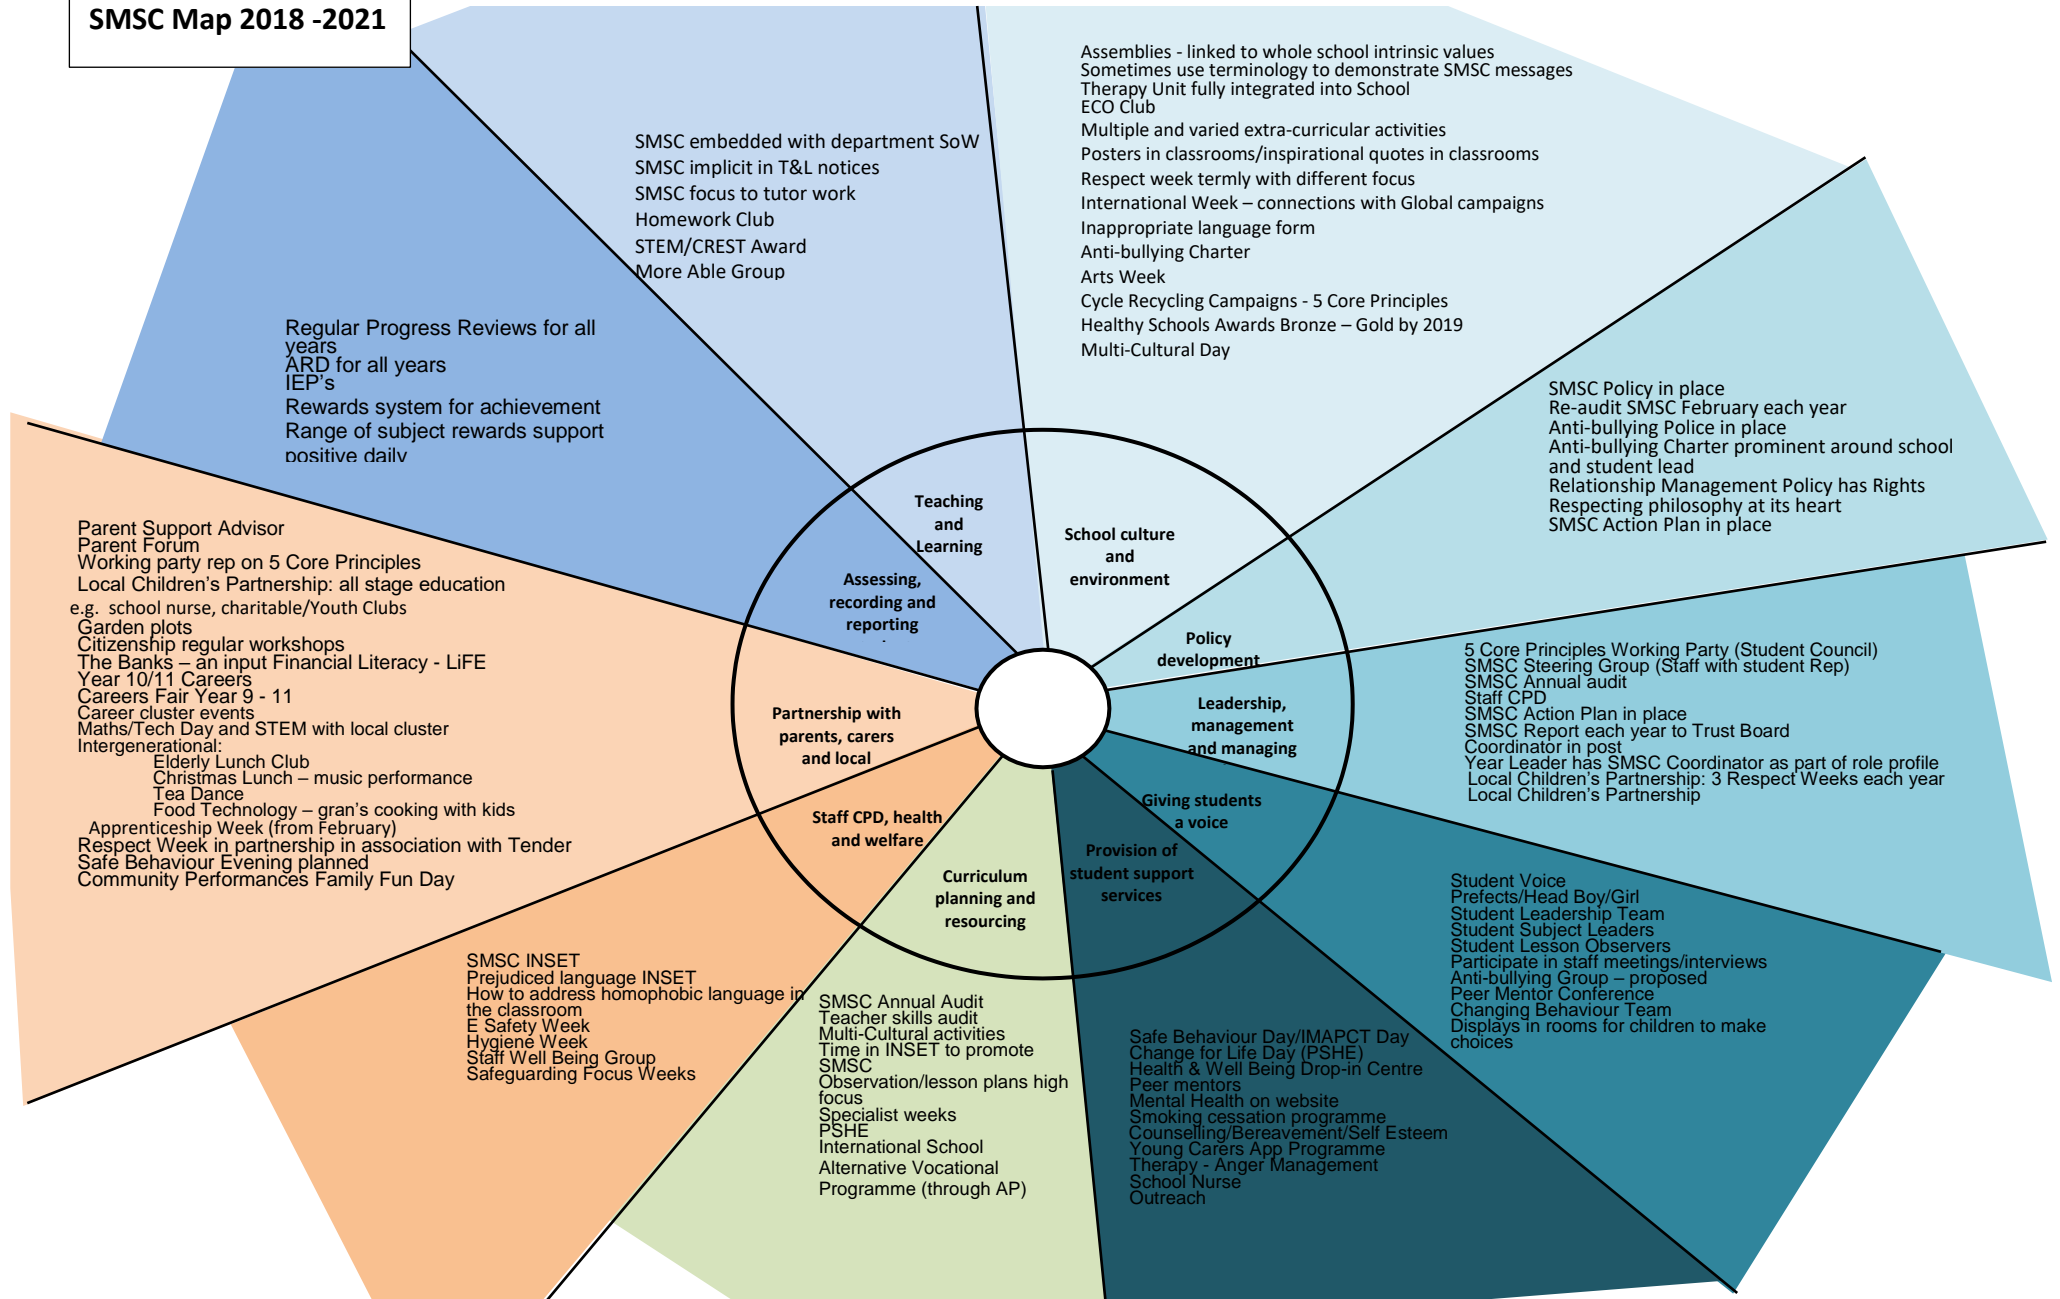 SMSC Map 2018 -2021
Assemblies - linked to whole school intrinsic values
Sometimes use terminology to demonstrate SMSC messages
Therapy Unit fully integrated into School
ECO Club
Multiple and varied extra-curricular activities
Posters in classrooms/inspirational quotes in classrooms
Respect week termly with different focus
International Week – connections with Global campaigns
Inappropriate language form
Anti-bullying Charter
Arts Week
Cycle Recycling Campaigns - 5 Core Principles
Healthy Schools Awards Bronze – Gold by 2019
Multi-Cultural Day
SMSC embedded with department SoW
SMSC implicit in T&L notices
SMSC focus to tutor work
Homework Club
STEM/CREST Award
More Able Group
Regular Progress Reviews for all
years
ARD for all years
IEP's
Rewards system for achievement
Range of subject rewards support
positive daily
SMSC Policy in place
Re-audit SMSC February each year
Anti-bullying Police in place
Anti-bullying Charter prominent around school
and student lead
Relationship Management Policy has Rights
Respecting philosophy at its heart
SMSC Action Plan in place
Teaching
and
Learning
School culture
and
environment
Assessing,
recording and
reporting
Policy
development
Partnership with
parents, carers
and local
Leadership,
management
and managing
Staff CPD, health
and welfare
Giving students
a voice
Curriculum
planning and
resourcing
Provision of
student support
services
Parent Support Advisor
Parent Forum
Working party rep on 5 Core Principles
Local Children's Partnership: all stage education
e.g.  school nurse, charitable/Youth Clubs
Garden plots
Citizenship regular workshops
The Banks – an input Financial Literacy - LiFE
Year 10/11 Careers
Careers Fair Year 9 - 11
Career cluster events
Maths/Tech Day and STEM with local cluster
Intergenerational:
Elderly Lunch Club
Christmas Lunch – music performance
Tea Dance
Food Technology – gran's cooking with kids
Apprenticeship Week (from February)
Respect Week in partnership in association with Tender
Safe Behaviour Evening planned
Community Performances Family Fun Day
5 Core Principles Working Party (Student Council)
SMSC Steering Group (Staff with student Rep)
SMSC Annual audit
Staff CPD
SMSC Action Plan in place
SMSC Report each year to Trust Board
Coordinator in post
Year Leader has SMSC Coordinator as part of role profile
Local Children's Partnership: 3 Respect Weeks each year
Local Children's Partnership
SMSC INSET
Prejudiced language INSET
How to address homophobic language in
the classroom
E Safety Week
Hygiene Week
Staff Well Being Group
Safeguarding Focus Weeks
SMSC Annual Audit
Teacher skills audit
Multi-Cultural activities
Time in INSET to promote
SMSC
Observation/lesson plans high
focus
Specialist weeks
PSHE
International School
Alternative Vocational
Programme (through AP)
Safe Behaviour Day/IMAPCT Day
Change for Life Day (PSHE)
Health & Well Being Drop-in Centre
Peer mentors
Mental Health on website
Smoking cessation programme
Counselling/Bereavement/Self Esteem
Young Carers App Programme
Therapy - Anger Management
School Nurse
Outreach
Student Voice
Prefects/Head Boy/Girl
Student Leadership Team
Student Subject Leaders
Student Lesson Observers
Participate in staff meetings/interviews
Anti-bullying Group – proposed
Peer Mentor Conference
Changing Behaviour Team
Displays in rooms for children to make
choices